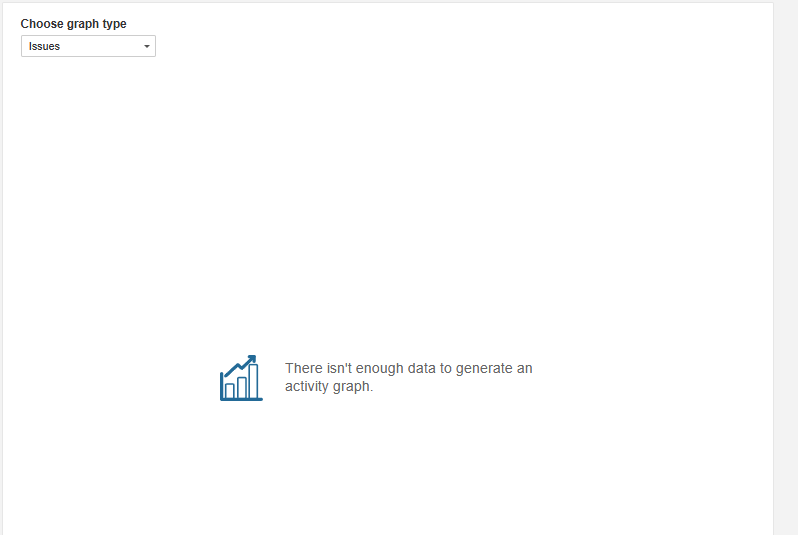 Choose graph type
Issues
There isn't enough data to generate an
activity graph.